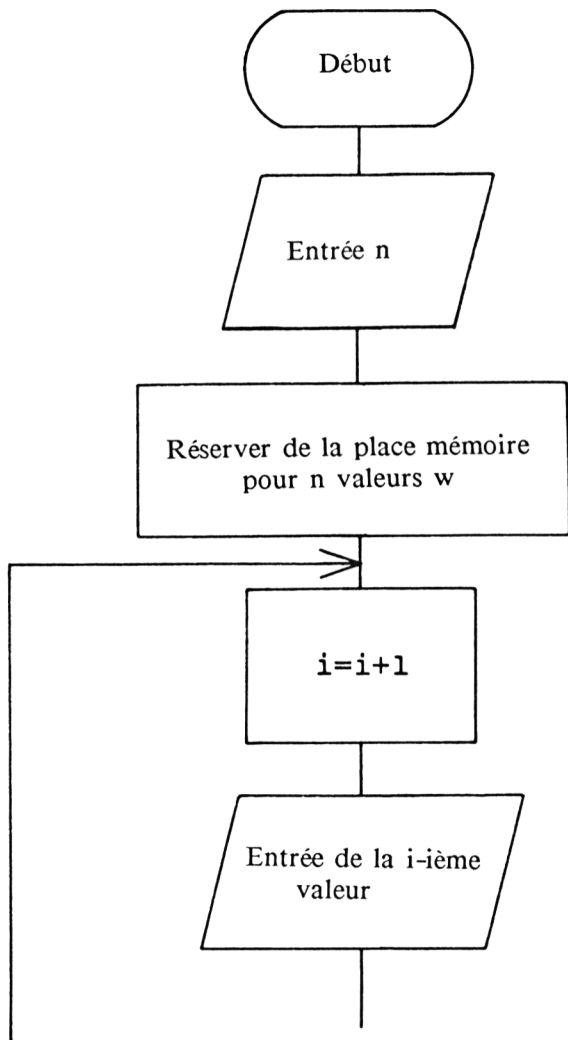 Début
Entrée n
Réserver de la place mémoire
pour n valeurs w
i=i+1
Entrée de la i-ième
valeur